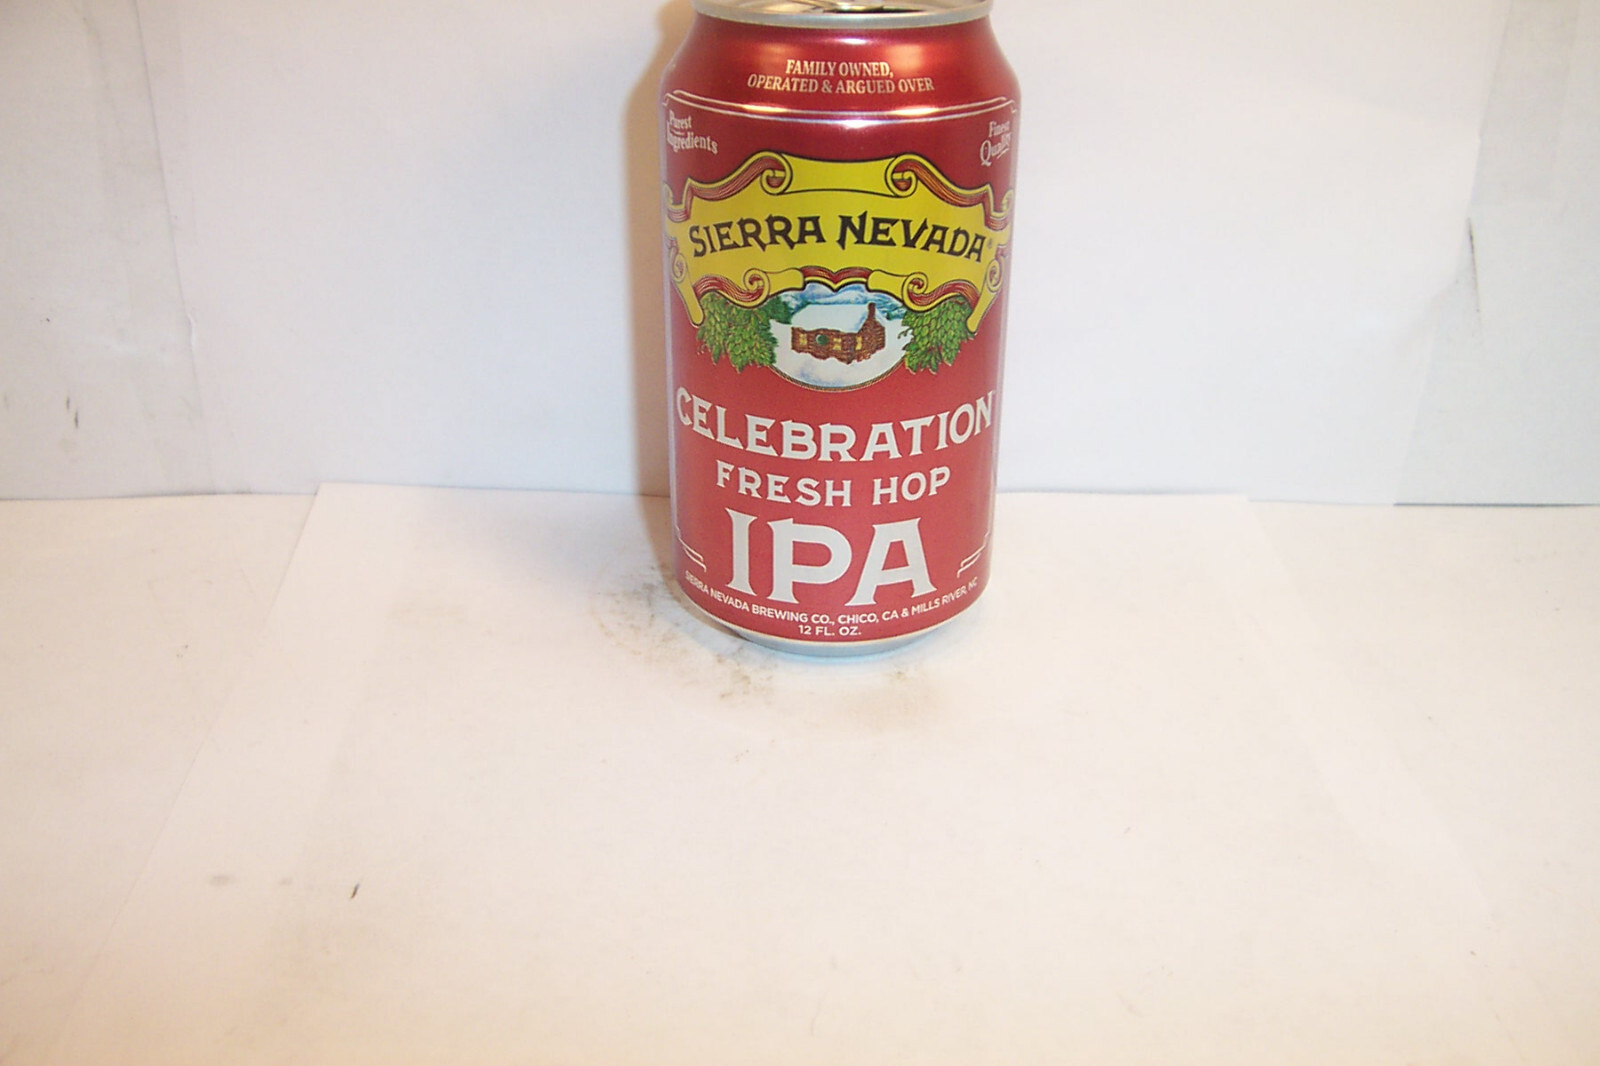 FAMILY OWNED,
OPERATED & ARGUED OVER
Purest
Ingredients
Finest
Quality
SIERRA NEVADA®
CELEBRATION
FRESH HOP
IPA
SIERRA NEVADA BREWING CO., CHICO, CA & MILLS RIVER, NC
12 FL. OZ.